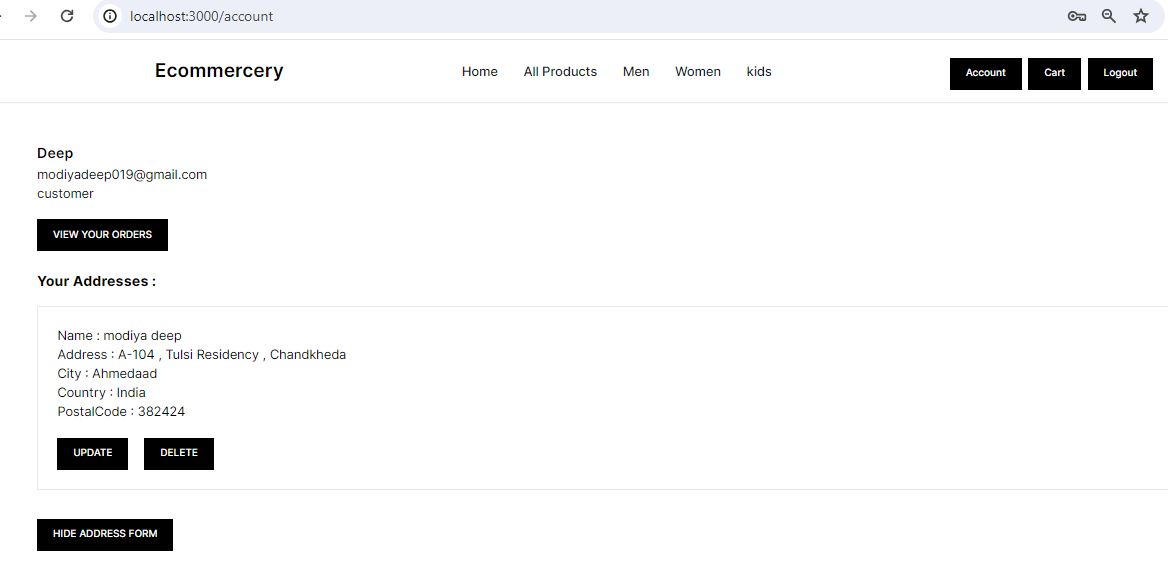 localhost:3000/account
Ecommercery Home All Products Men Women kids Account Cart Logout
Deep
modiyadeep019@gmail.com
customer
VIEW YOUR ORDERS
Your Addresses :
Name : modiya deep
Address : A-104 , Tulsi Residency , Chandkheda
City : Ahmedaad
Country : India
PostalCode : 382424
UPDATE DELETE
HIDE ADDRESS FORM